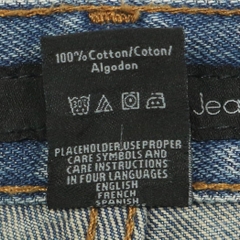 100% Cotton/Coton/
Algodon
Jea
PLACEHOLDER,USE PROPER
CARE SYMBOLS AND
CARE INSTRUCTIONS
IN FOUR LANGUAGES
ENGLISH
FRENCH
SPANISH